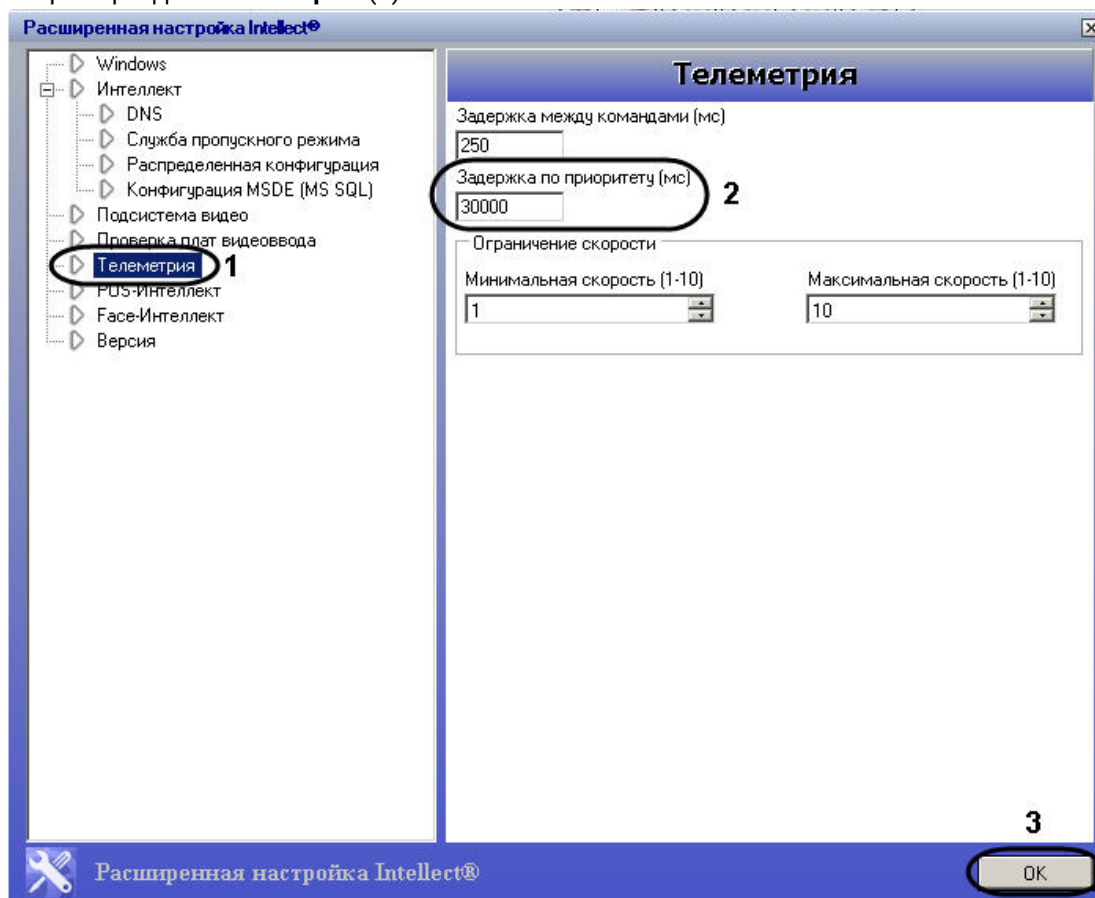 Расширенная настройка Intellect®
Windows
Интеллект
DNS
Служба пропускного режима
Распределенная конфигурация
Конфигурация MSDE (MS SQL)
Подсистема видео
Проверка плат видеоввода
Телеметрия 1
POS-Интеллект
Face-Интеллект
Версия
Телеметрия
Задержка между командами (мс)
250
Задержка по приоритету (мс)
30000
2
Ограничение скорости
Минимальная скорость (1-10)
1
Максимальная скорость (1-10)
10
3
Расширенная настройка Intellect®
OK